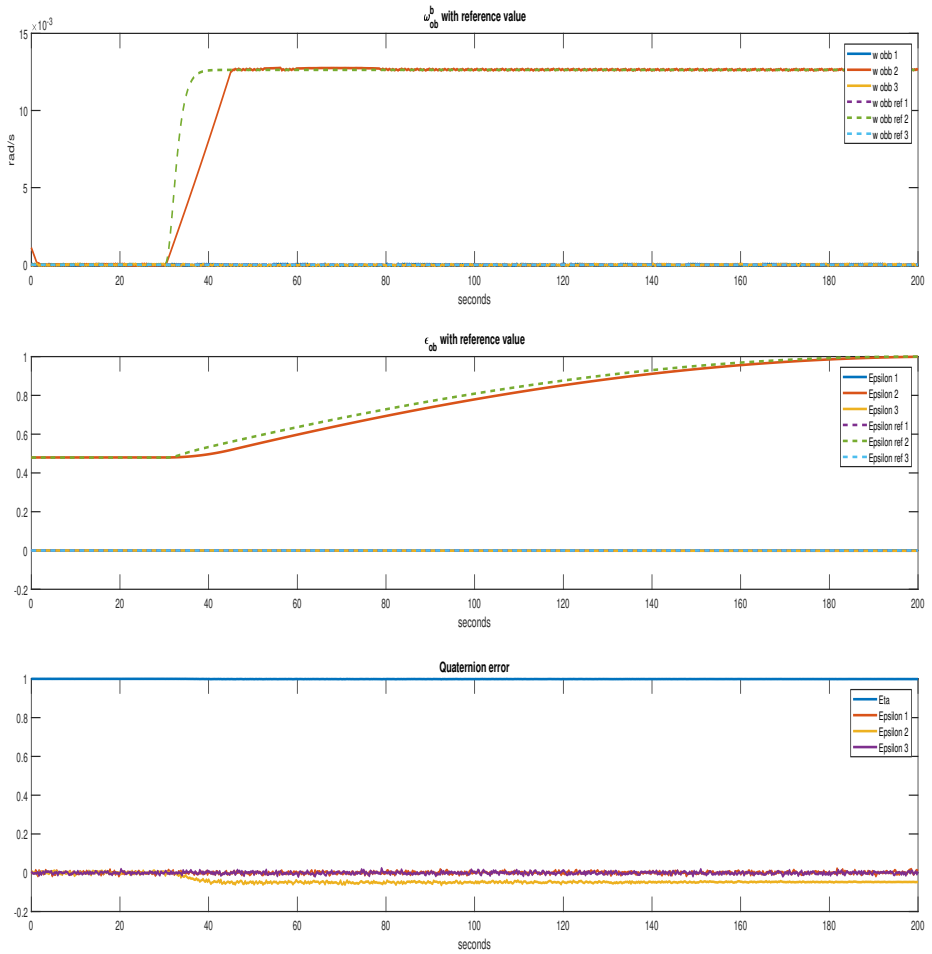 ω_ob^b with reference value
×10^-3
15
10
5
0
rad/s
0 20 40 60 80 100 120 140 160 180 200
seconds
w obb 1
w obb 2
w obb 3
w obb ref 1
w obb ref 2
w obb ref 3
ϵ_ob with reference value
1
0.8
0.6
0.4
0.2
0
-0.2
0 20 40 60 80 100 120 140 160 180 200
seconds
Epsilon 1
Epsilon 2
Epsilon 3
Epsilon ref 1
Epsilon ref 2
Epsilon ref 3
Quaternion error
1
0.8
0.6
0.4
0.2
0
-0.2
0 20 40 60 80 100 120 140 160 180 200
seconds
Eta
Epsilon 1
Epsilon 2
Epsilon 3